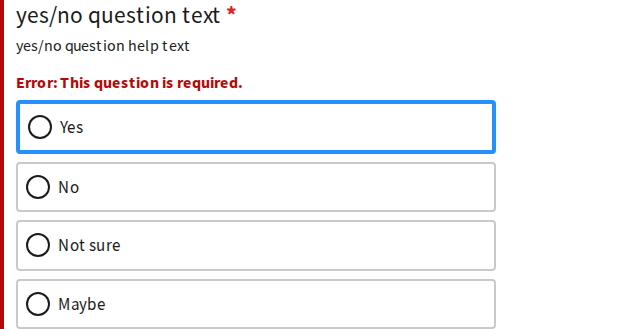 yes/no question text *
yes/no question help text
Error: This question is required.
Yes
No
Not sure
Maybe